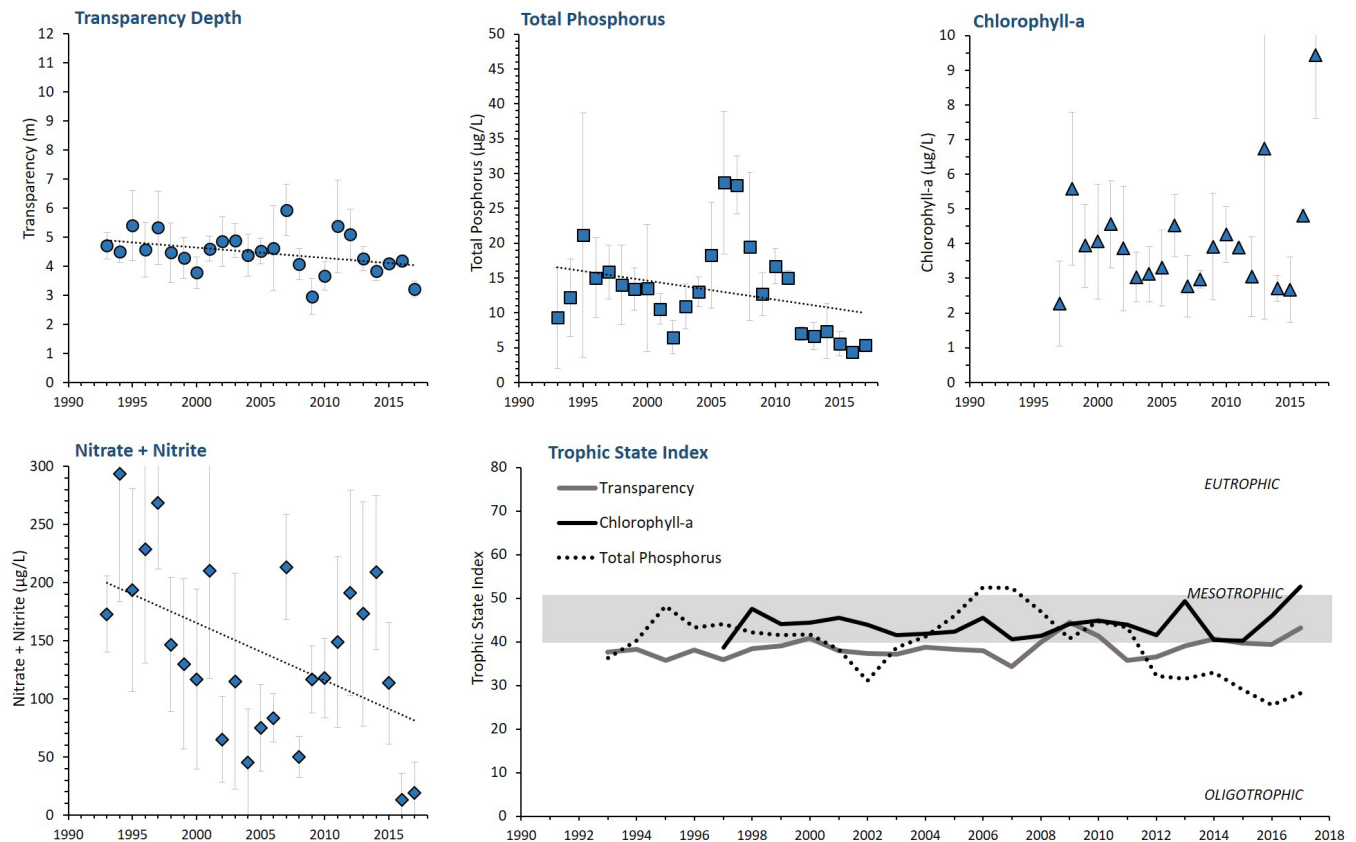 Transparency Depth
12
11
10
9
8
7
6
5
4
3
2
1
0
Transparency (m)
1990 1995 2000 2005 2010 2015
Total Phosphorus
50
45
40
35
30
25
20
15
10
5
0
Total Posphorus (µg/L)
1990 1995 2000 2005 2010 2015
Chlorophyll-a
10
9
8
7
6
5
4
3
2
1
0
Chlorophyll-a (µg/L)
1990 1995 2000 2005 2010 2015
Nitrate + Nitrite
300
250
200
150
100
50
0
Nitrate + Nitrite (µg/L)
1990 1995 2000 2005 2010 2015
Trophic State Index
80
70
60
50
40
30
20
10
0
Trophic State Index
Transparency
Chlorophyll-a
Total Phosphorus
EUTROPHIC
MESOTROPHIC
OLIGOTROPHIC
1990 1992 1994 1996 1998 2000 2002 2004 2006 2008 2010 2012 2014 2016 2018